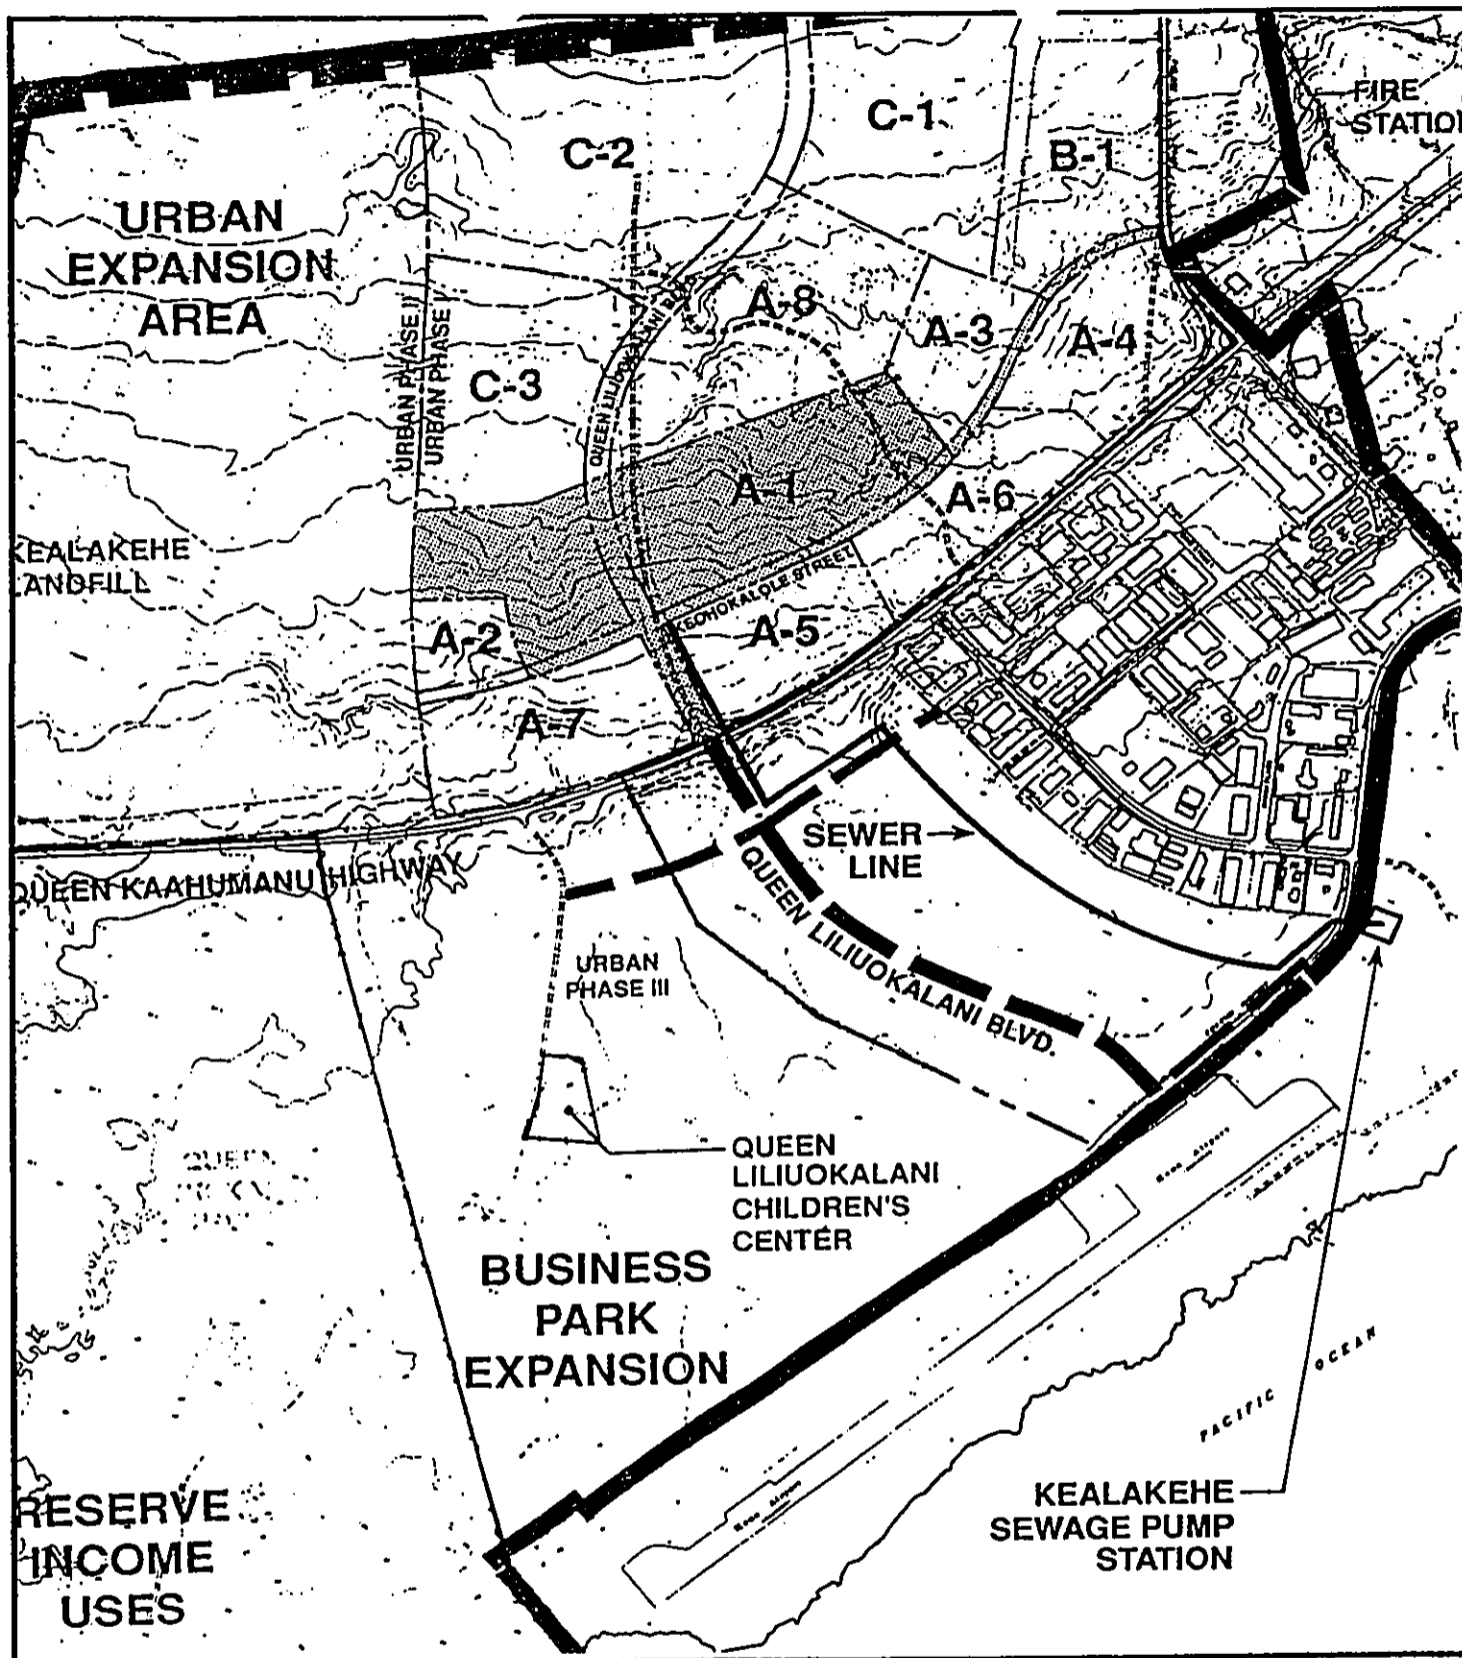 C-1
FIRE
STATION
C-2
B-1
URBAN
EXPANSION
AREA
A-8
A-3
A-4
URBAN PHASE II
URBAN PHASE I
C-3
QUEEN LILIUOKALANI BLVD.
A-1
A-6
KEALAKEHE
LANDFILL
KEOHOKALOLE STREET
A-2
A-5
A-7
SEWER
LINE
QUEEN KAAHUMANU HIGHWAY
QUEEN LILIUOKALANI BLVD.
URBAN
PHASE III
QUEEN
LILIUOKALANI
CHILDREN'S
CENTER
BUSINESS
PARK
EXPANSION
PACIFIC OCEAN
RESERVE
INCOME
USES
KEALAKEHE
SEWAGE PUMP
STATION